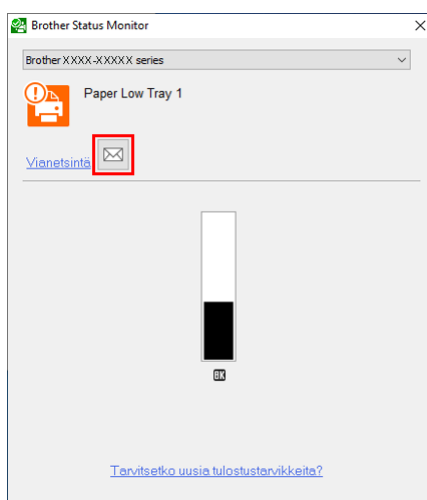 Brother Status Monitor
Brother XXXX-XXXXX series
Paper Low Tray 1
Vianetsintä
BK
Tarvitsetko uusia tulostustarvikkeita?